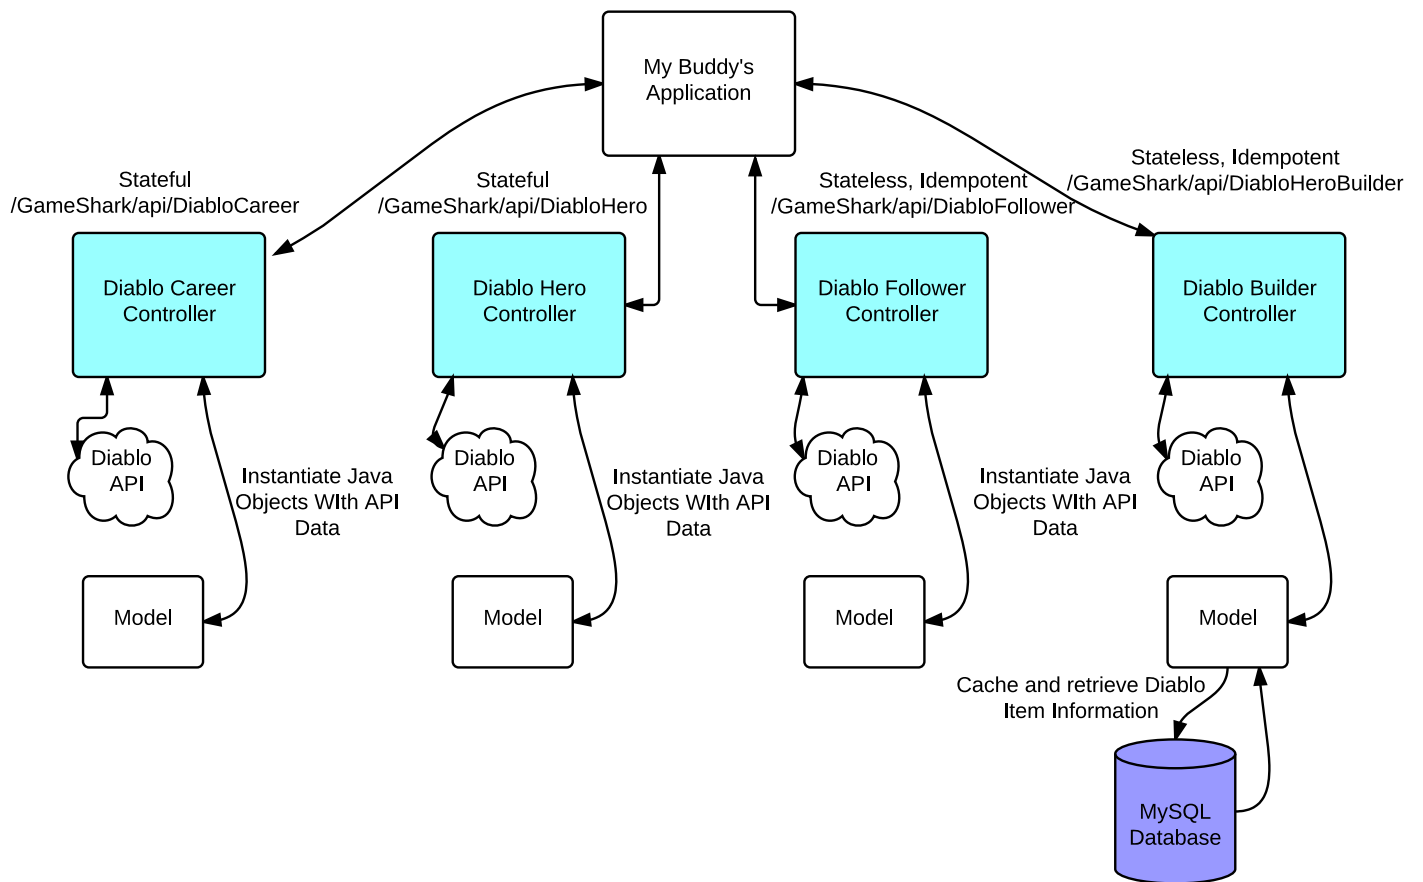 My Buddy's
Application
Stateful
/GameShark/api/DiabloCareer
Stateful
/GameShark/api/DiabloHero
Stateless, Idempotent
/GameShark/api/DiabloFollower
Stateless, Idempotent
/GameShark/api/DiabloHeroBuilder
Diablo Career
Controller
Diablo Hero
Controller
Diablo Follower
Controller
Diablo Builder
Controller
Diablo
API
Instantiate Java
Objects WIth API
Data
Diablo
API
Instantiate Java
Objects WIth API
Data
Diablo
API
Instantiate Java
Objects WIth API
Data
Diablo
API
Model
Model
Model
Model
Cache and retrieve Diablo
Item Information
MySQL
Database